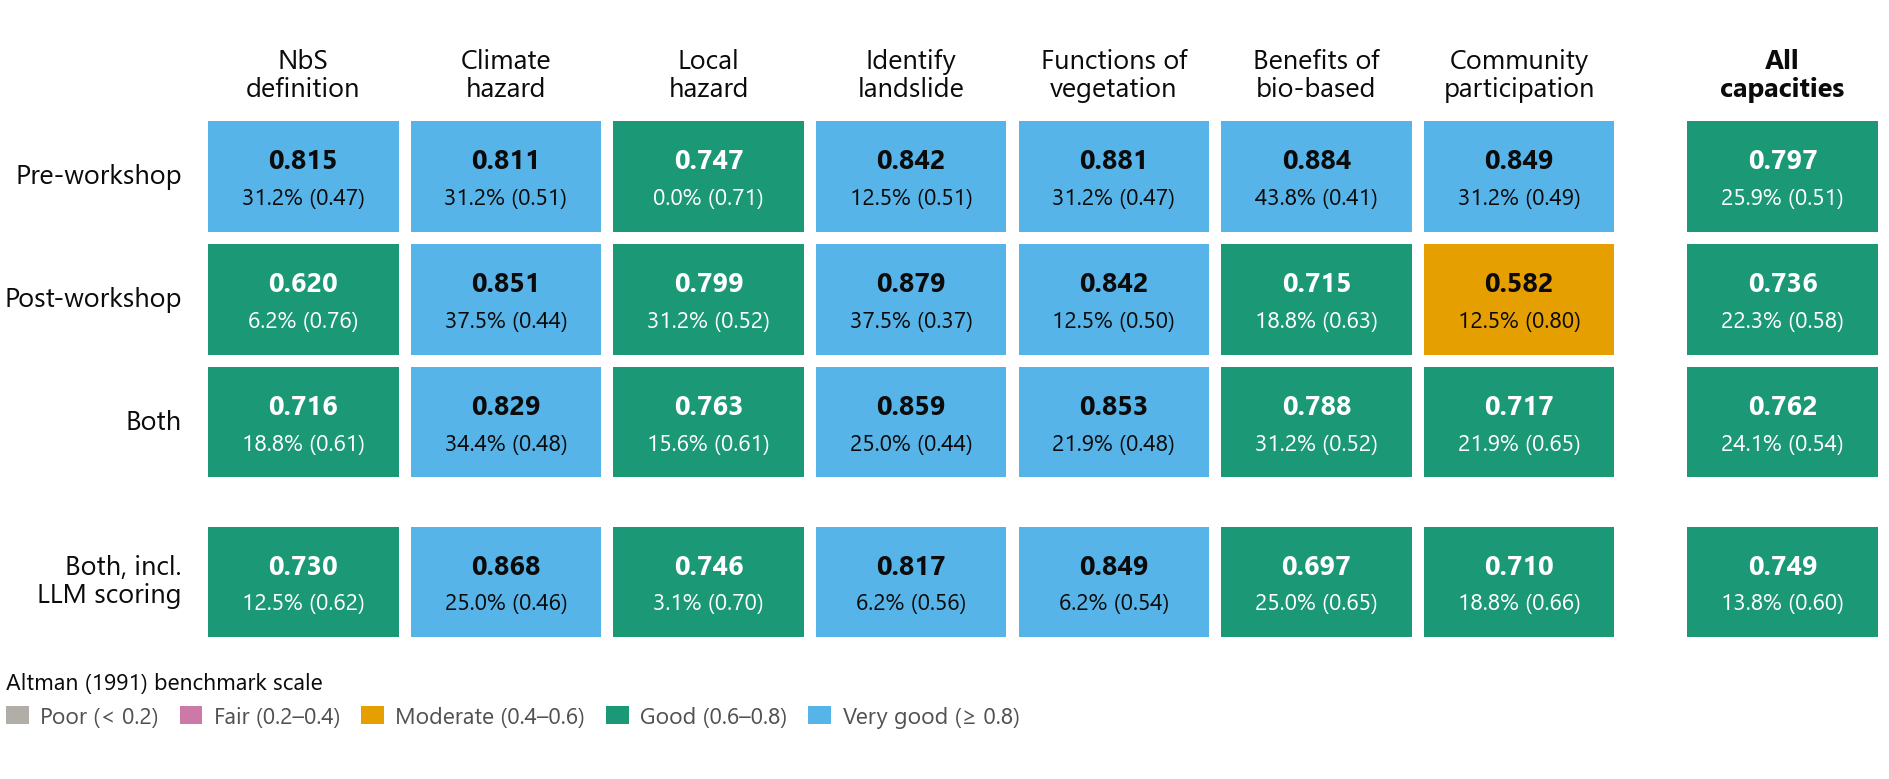 NbS
definition
Climate
hazard
Local
hazard
Identify
landslide
Functions of
vegetation
Benefits of
bio-based
Community
participation
All
capacities
Pre-workshop
0.815
31.2% (0.47)
0.811
31.2% (0.51)
0.747
0.0% (0.71)
0.842
12.5% (0.51)
0.881
31.2% (0.47)
0.884
43.8% (0.41)
0.849
31.2% (0.49)
0.797
25.9% (0.51)
Post-workshop
0.620
6.2% (0.76)
0.851
37.5% (0.44)
0.799
31.2% (0.52)
0.879
37.5% (0.37)
0.842
12.5% (0.50)
0.715
18.8% (0.63)
0.582
12.5% (0.80)
0.736
22.3% (0.58)
Both
0.716
18.8% (0.61)
0.829
34.4% (0.48)
0.763
15.6% (0.61)
0.859
25.0% (0.44)
0.853
21.9% (0.48)
0.788
31.2% (0.52)
0.717
21.9% (0.65)
0.762
24.1% (0.54)
Both, incl.
LLM scoring
0.730
12.5% (0.62)
0.868
25.0% (0.46)
0.746
3.1% (0.70)
0.817
6.2% (0.56)
0.849
6.2% (0.54)
0.697
25.0% (0.65)
0.710
18.8% (0.66)
0.749
13.8% (0.60)
Altman (1991) benchmark scale
Poor (< 0.2)
Fair (0.2–0.4)
Moderate (0.4–0.6)
Good (0.6–0.8)
Very good (≥ 0.8)